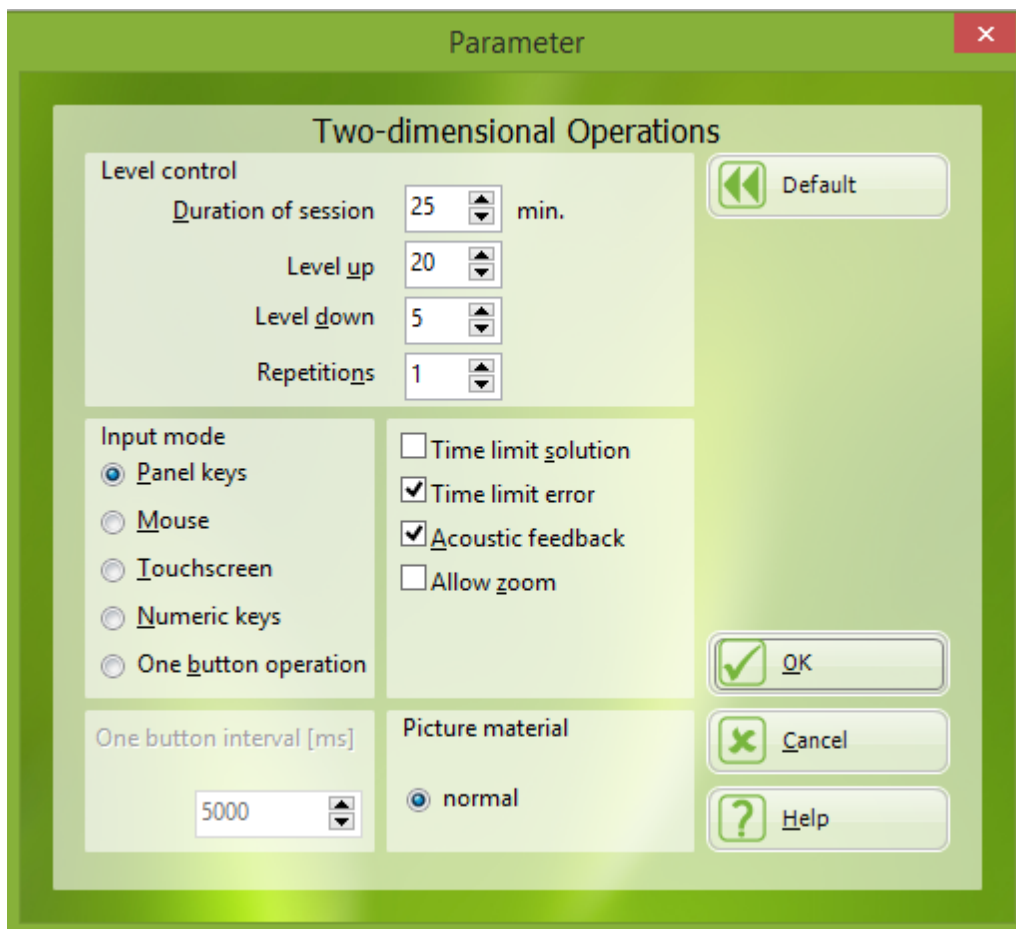 Parameter
Two-dimensional Operations
Level control
Duration of session 25 min.
Level up 20
Level down 5
Repetitions 1
Default
Input mode
Panel keys
Mouse
Touchscreen
Numeric keys
One button operation
Time limit solution
Time limit error
Acoustic feedback
Allow zoom
One button interval [ms]
5000
Picture material
normal
OK
Cancel
Help